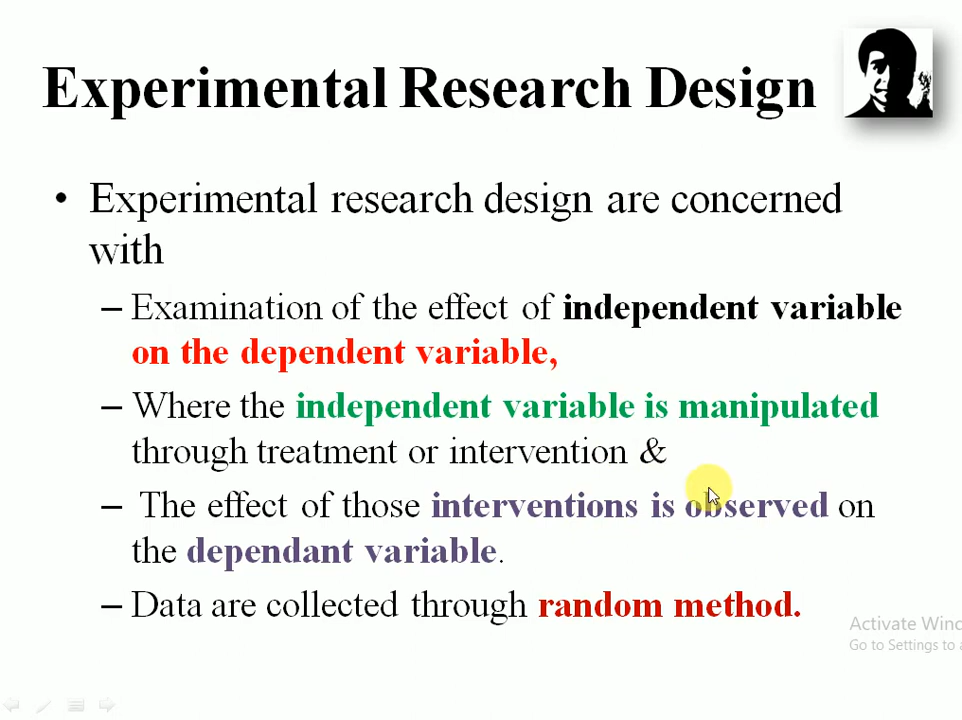 Experimental Research Design
• Experimental research design are concerned
with
– Examination of the effect of independent variable
on the dependent variable,
– Where the independent variable is manipulated
through treatment or intervention &
– The effect of those interventions is observed on
the dependant variable.
– Data are collected through random method.
Activate Wind
Go to Settings to a